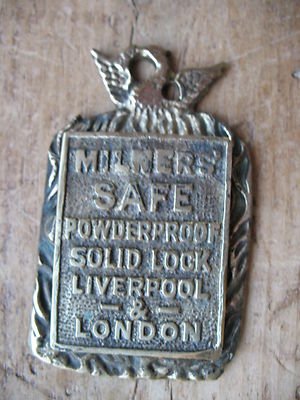 MILNERS'
SAFE
POWDERPROOF
SOLID LOCK
LIVERPOOL
— & —
LONDON